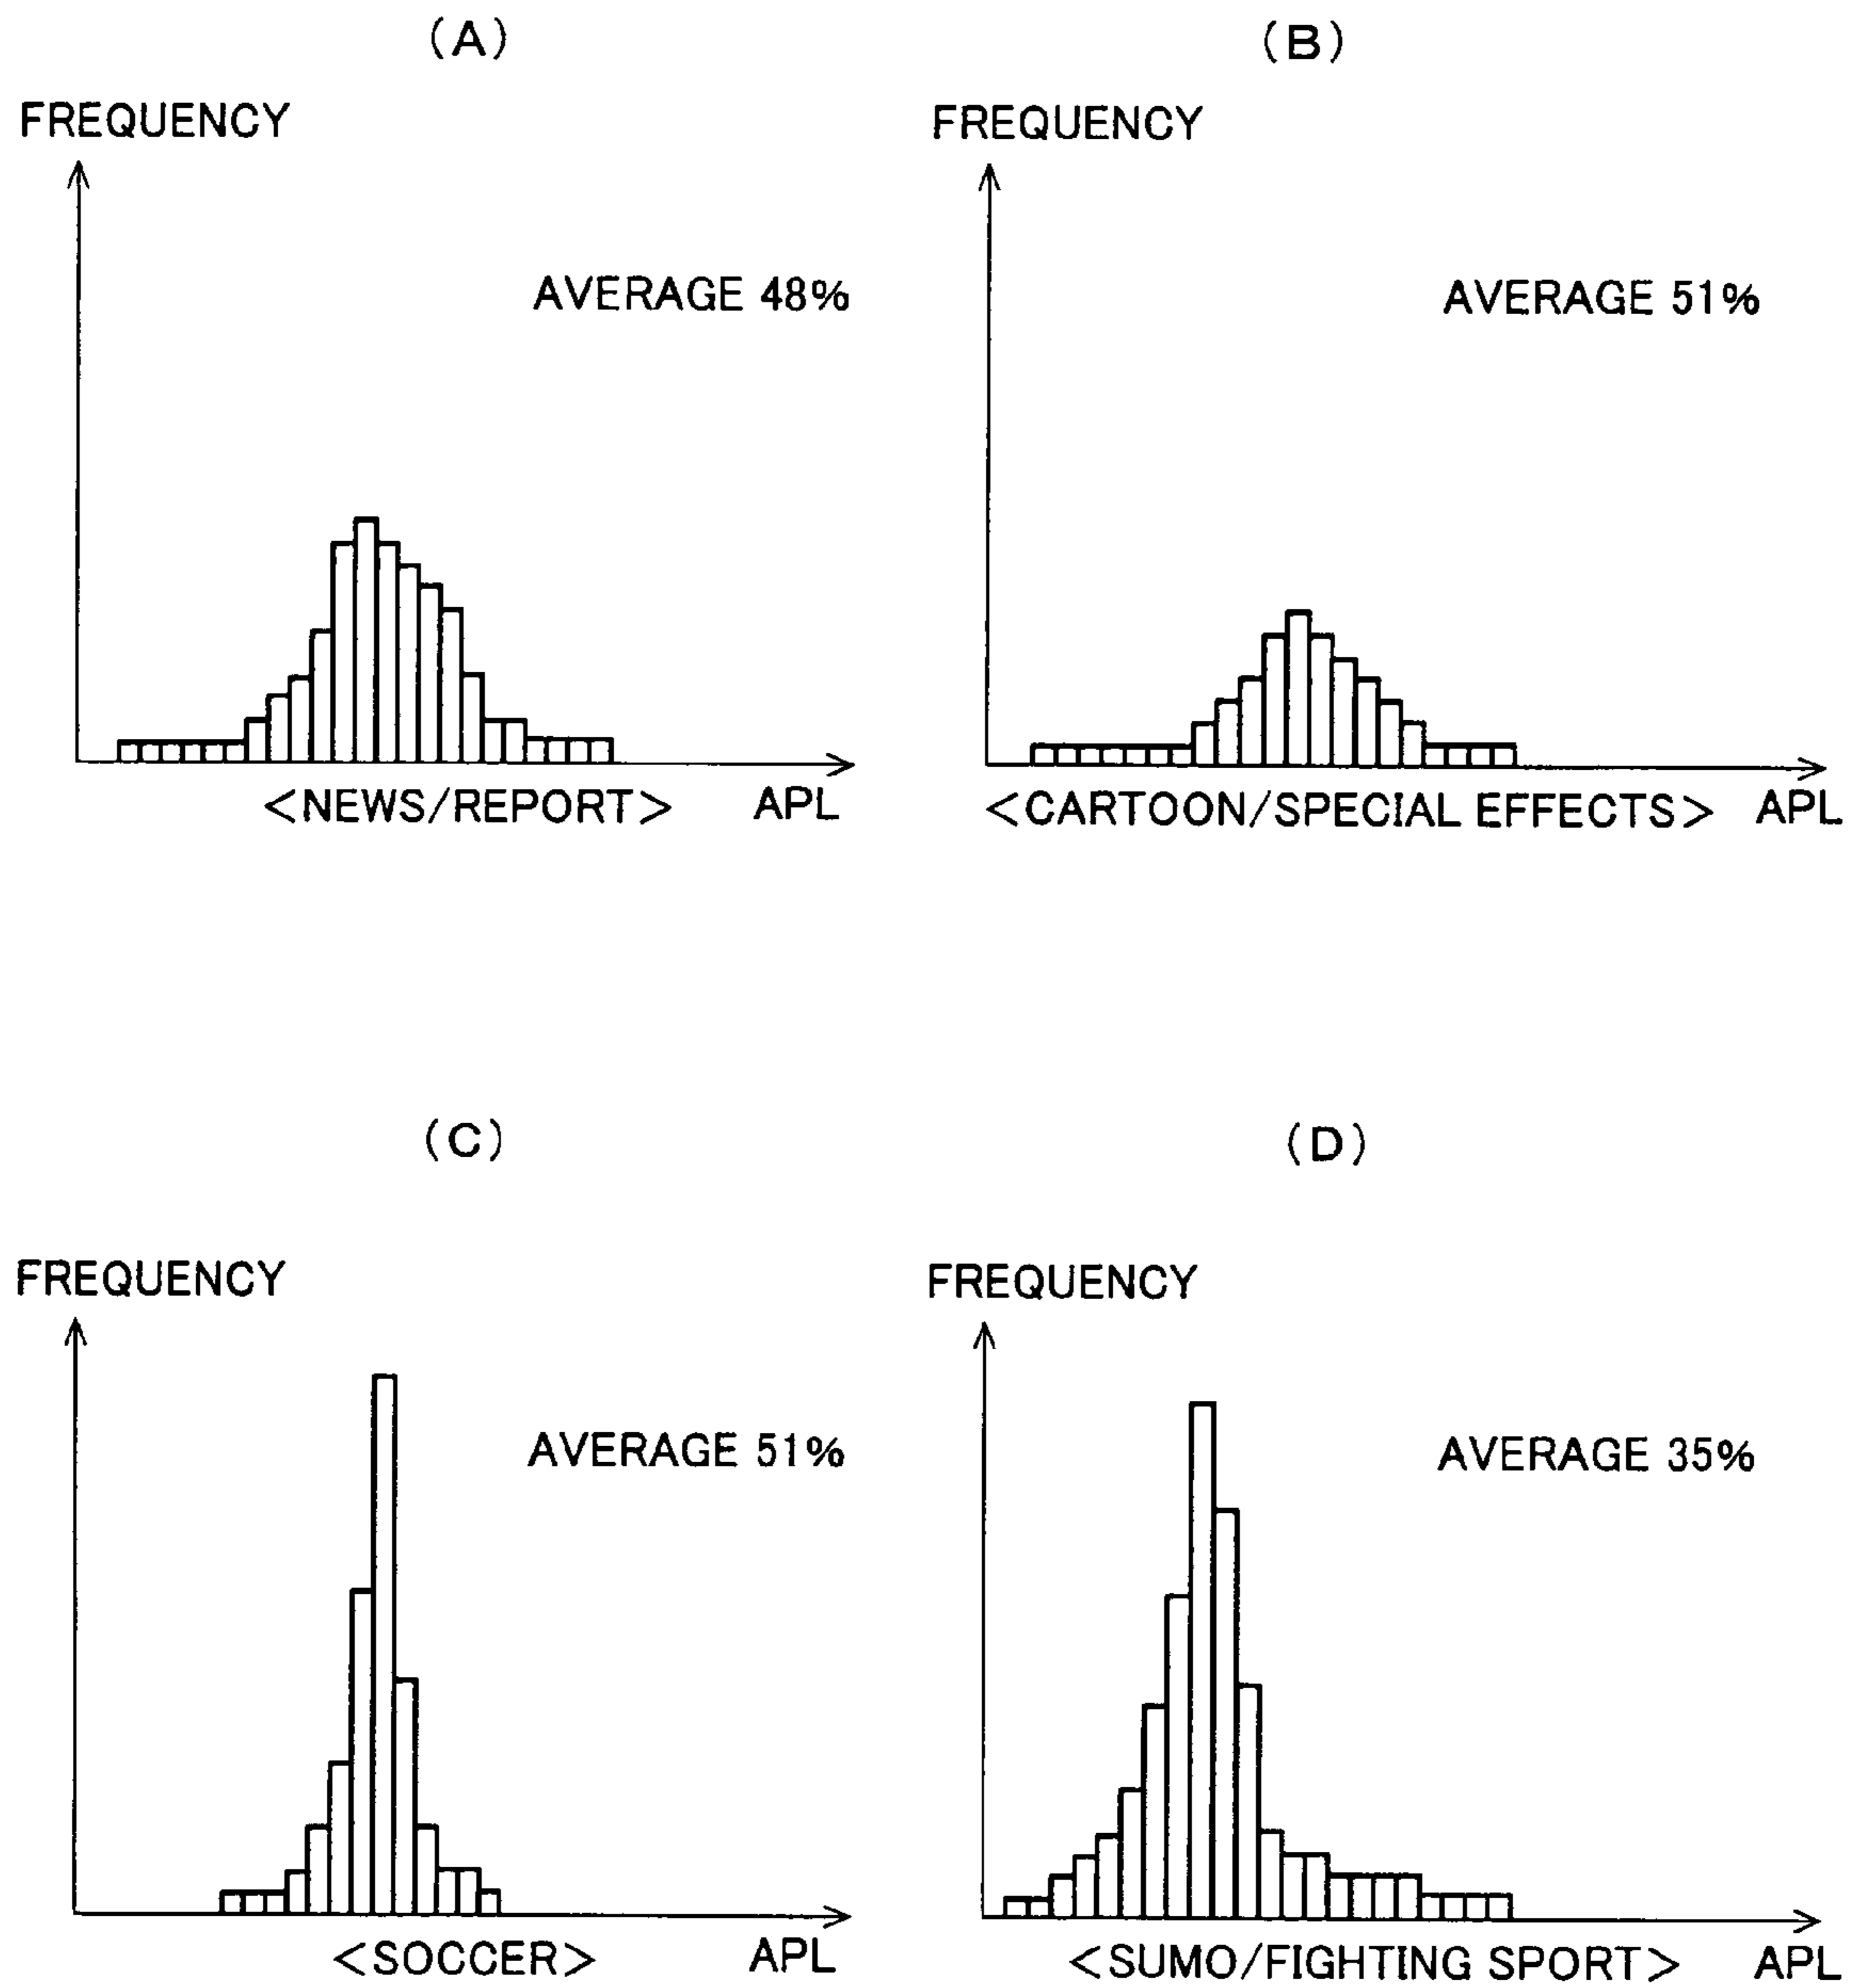 (A)
FREQUENCY
AVERAGE 48%
<NEWS/REPORT>
APL
(B)
FREQUENCY
AVERAGE 51%
<CARTOON/SPECIAL EFFECTS>
APL
(C)
FREQUENCY
AVERAGE 51%
<SOCCER>
APL
(D)
FREQUENCY
AVERAGE 35%
<SUMO/FIGHTING SPORT>
APL